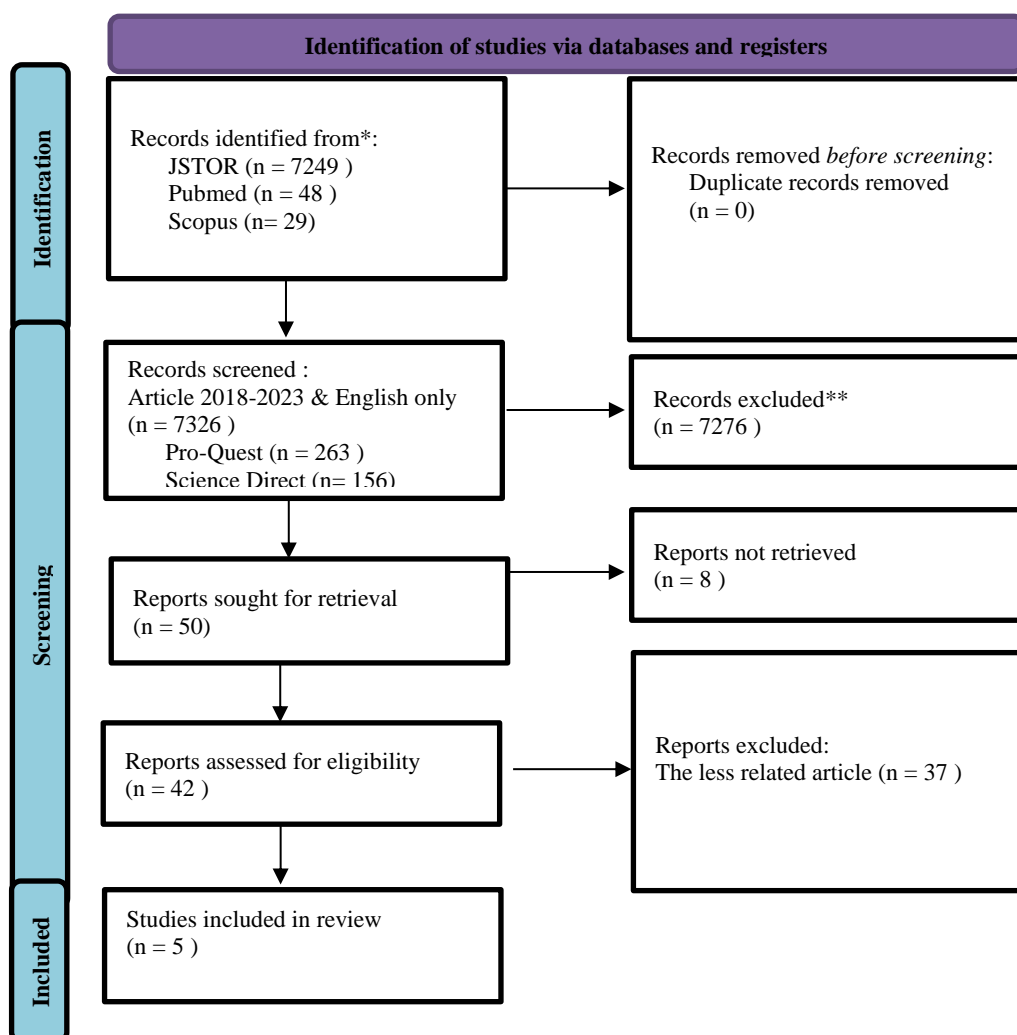 Identification of studies via databases and registers
Identification
Records identified from*:
JSTOR (n = 7249 )
Pubmed (n = 48 )
Scopus (n= 29)
Records removed before screening:
Duplicate records removed
(n = 0)
Screening
Records screened :
Article 2018-2023 & English only
(n = 7326 )
Pro-Quest (n = 263 )
Science Direct (n= 156)
Records excluded**
(n = 7276 )
Reports sought for retrieval
(n = 50)
Reports not retrieved
(n = 8 )
Reports assessed for eligibility
(n = 42 )
Reports excluded:
The less related article (n = 37 )
Included
Studies included in review
(n = 5 )